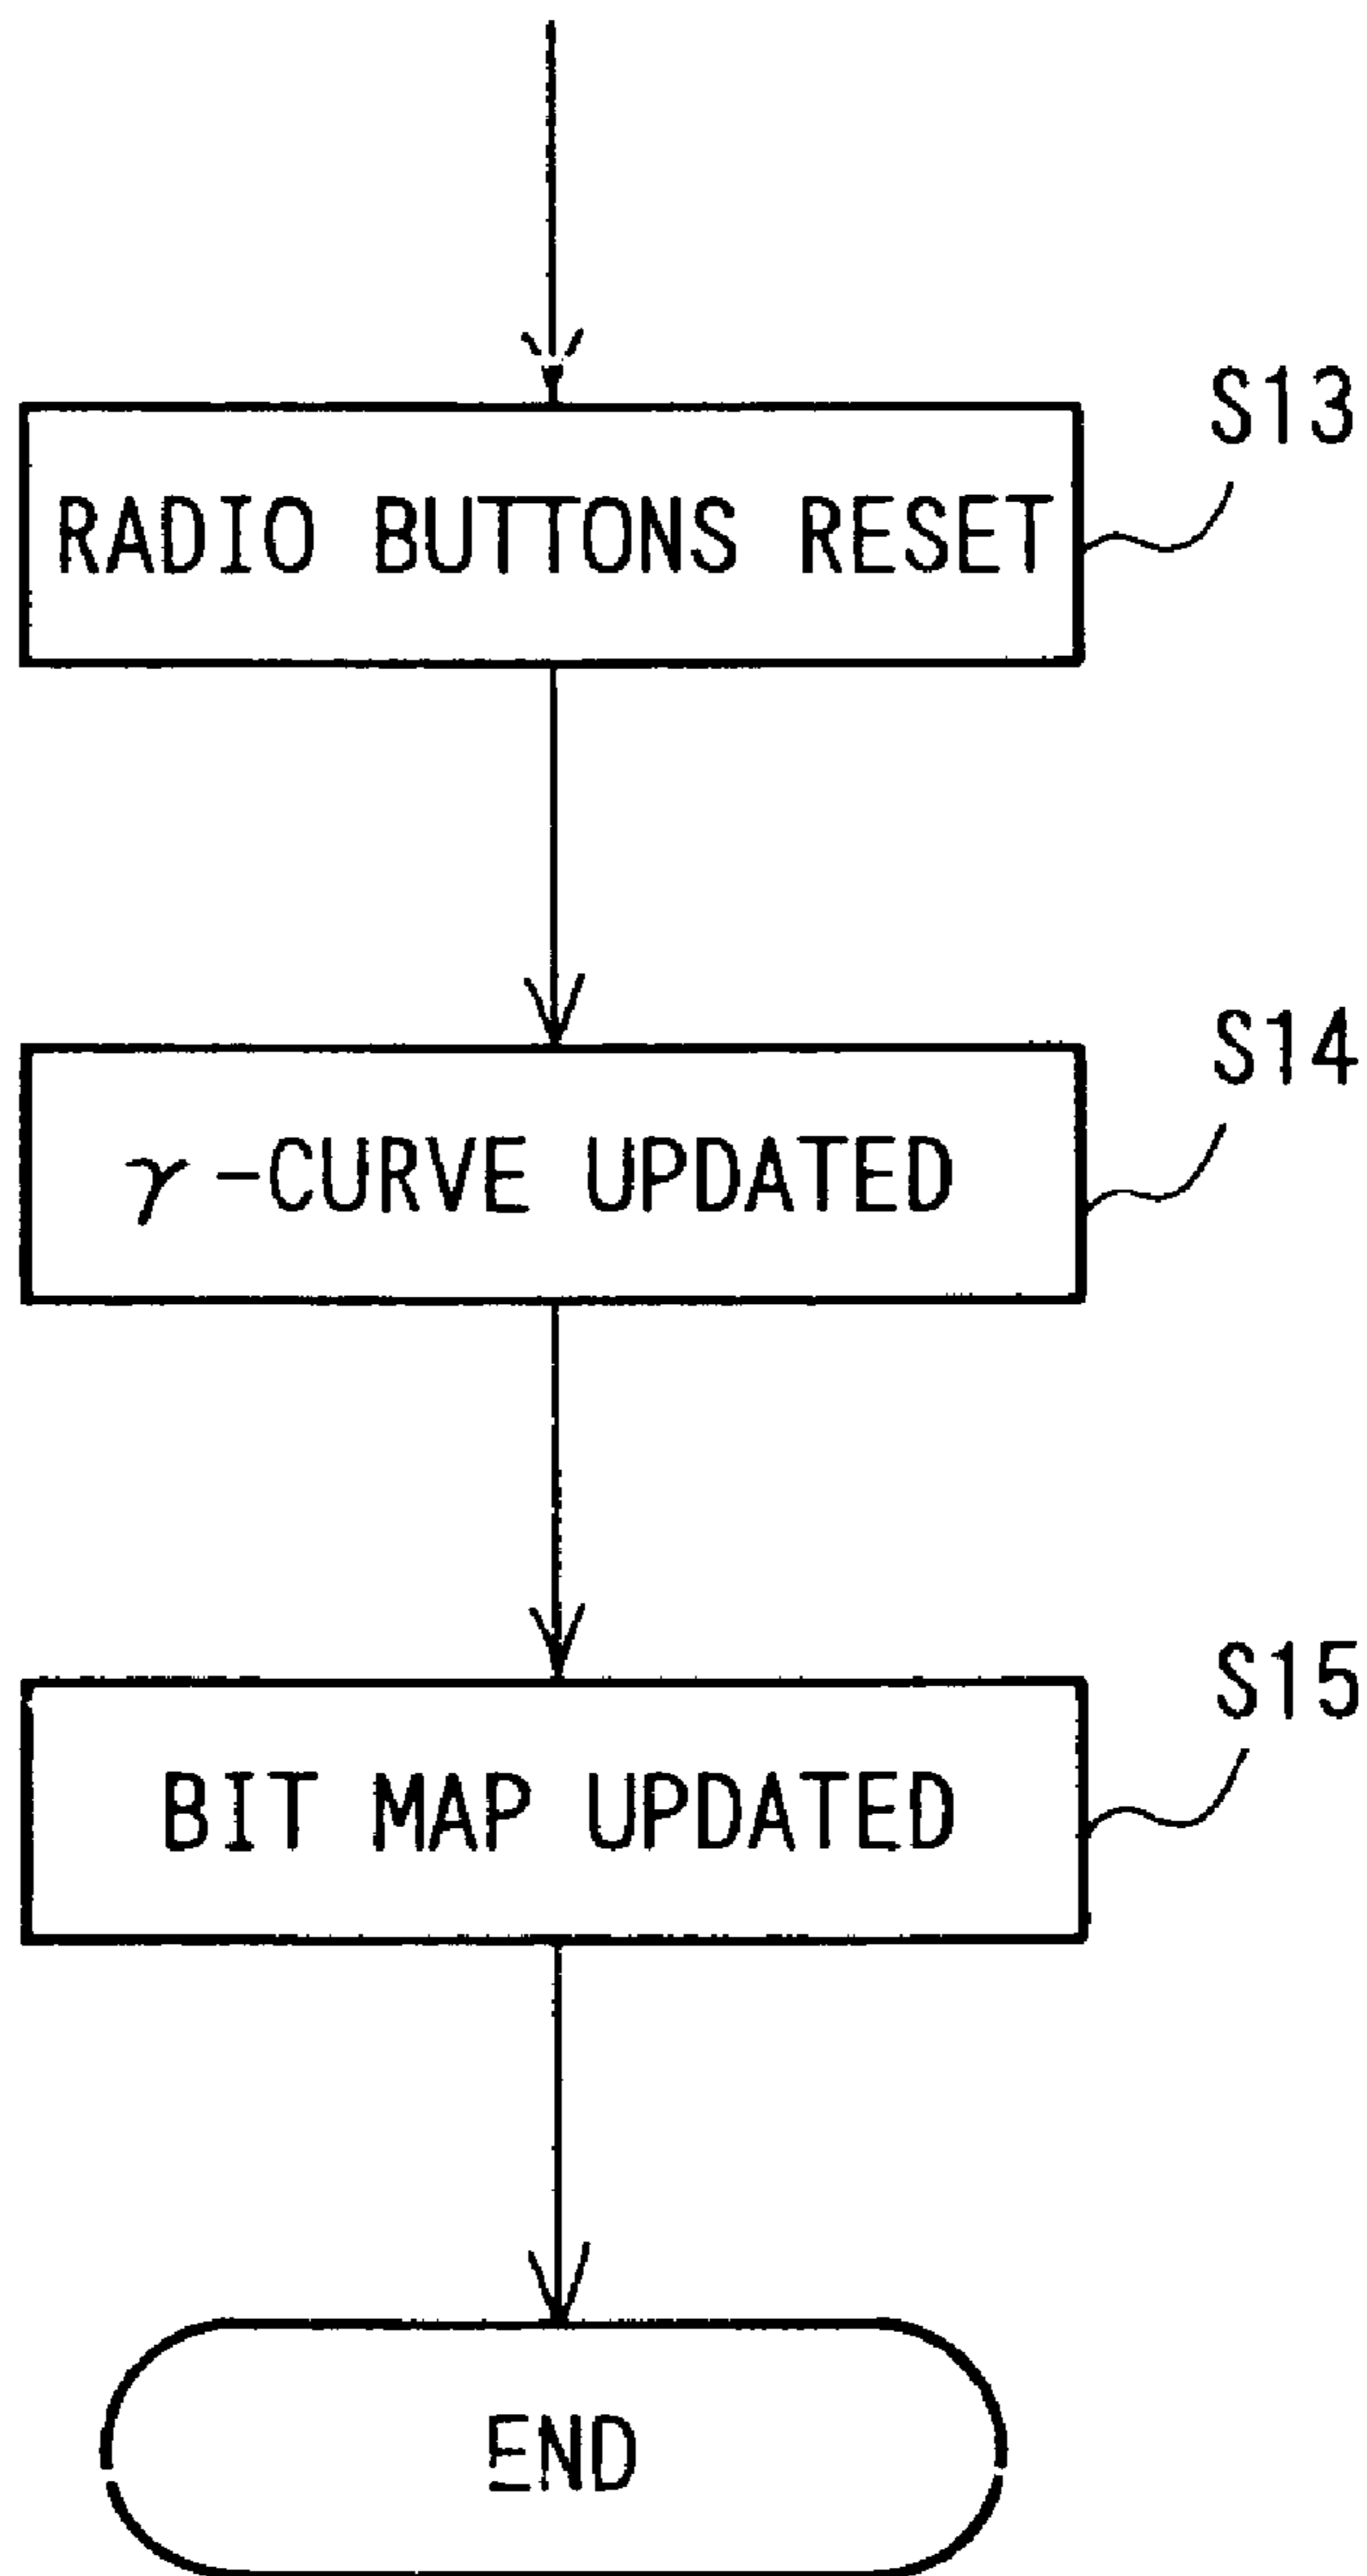 S13
RADIO BUTTONS RESET
S14
γ-CURVE UPDATED
S15
BIT MAP UPDATED
END